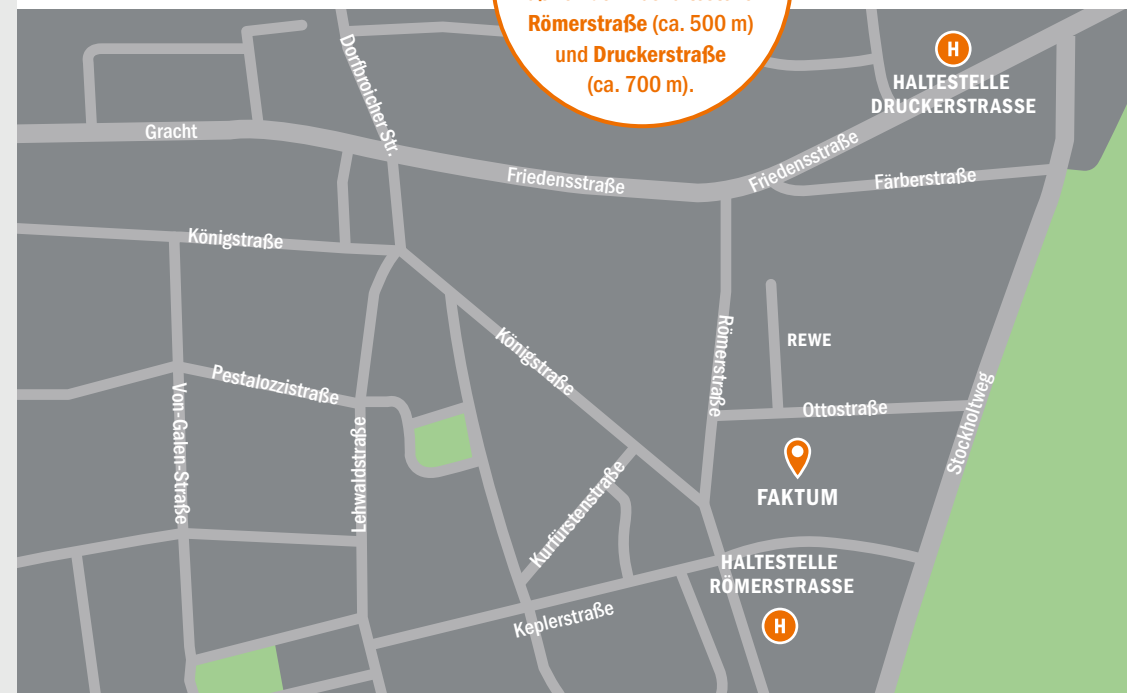 Römerstraße (ca. 500 m)
und Druckerstraße
(ca. 700 m).
H
HALTESTELLE
DRUCKERSTRASSE
Dorfbroicher Str.
Gracht
Friedensstraße
Friedensstraße
Färberstraße
Königstraße
Königstraße
Römerstraße
REWE
Pestalozzistraße
Von-Galen-Straße
Lehwaldstraße
Ottostraße
Stockholtweg
FAKTUM
Kurfürstenstraße
HALTESTELLE
RÖMERSTRASSE
Keplerstraße
H